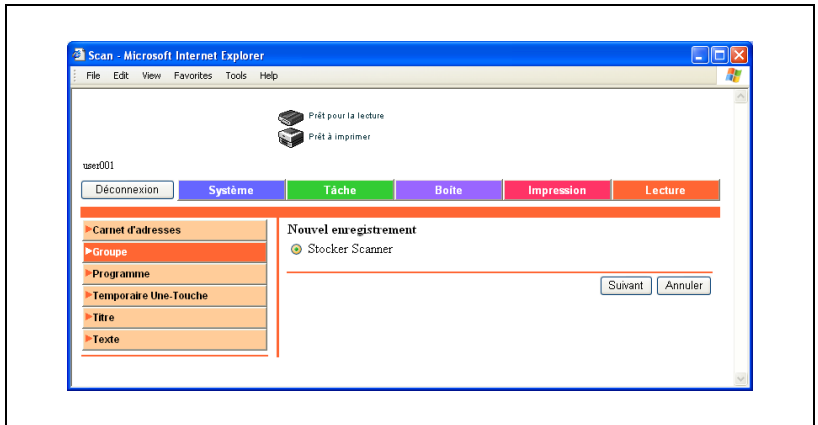 Scan - Microsoft Internet Explorer
File Edit View Favorites Tools Help
Prêt pour la lecture
Prêt à imprimer
user001
Déconnexion Système Tâche Boîte Impression Lecture
Carnet d'adresses
Groupe
Programme
Temporaire Une-Touche
Titre
Texte
Nouvel enregistrement
Stocker Scanner
Suivant Annuler